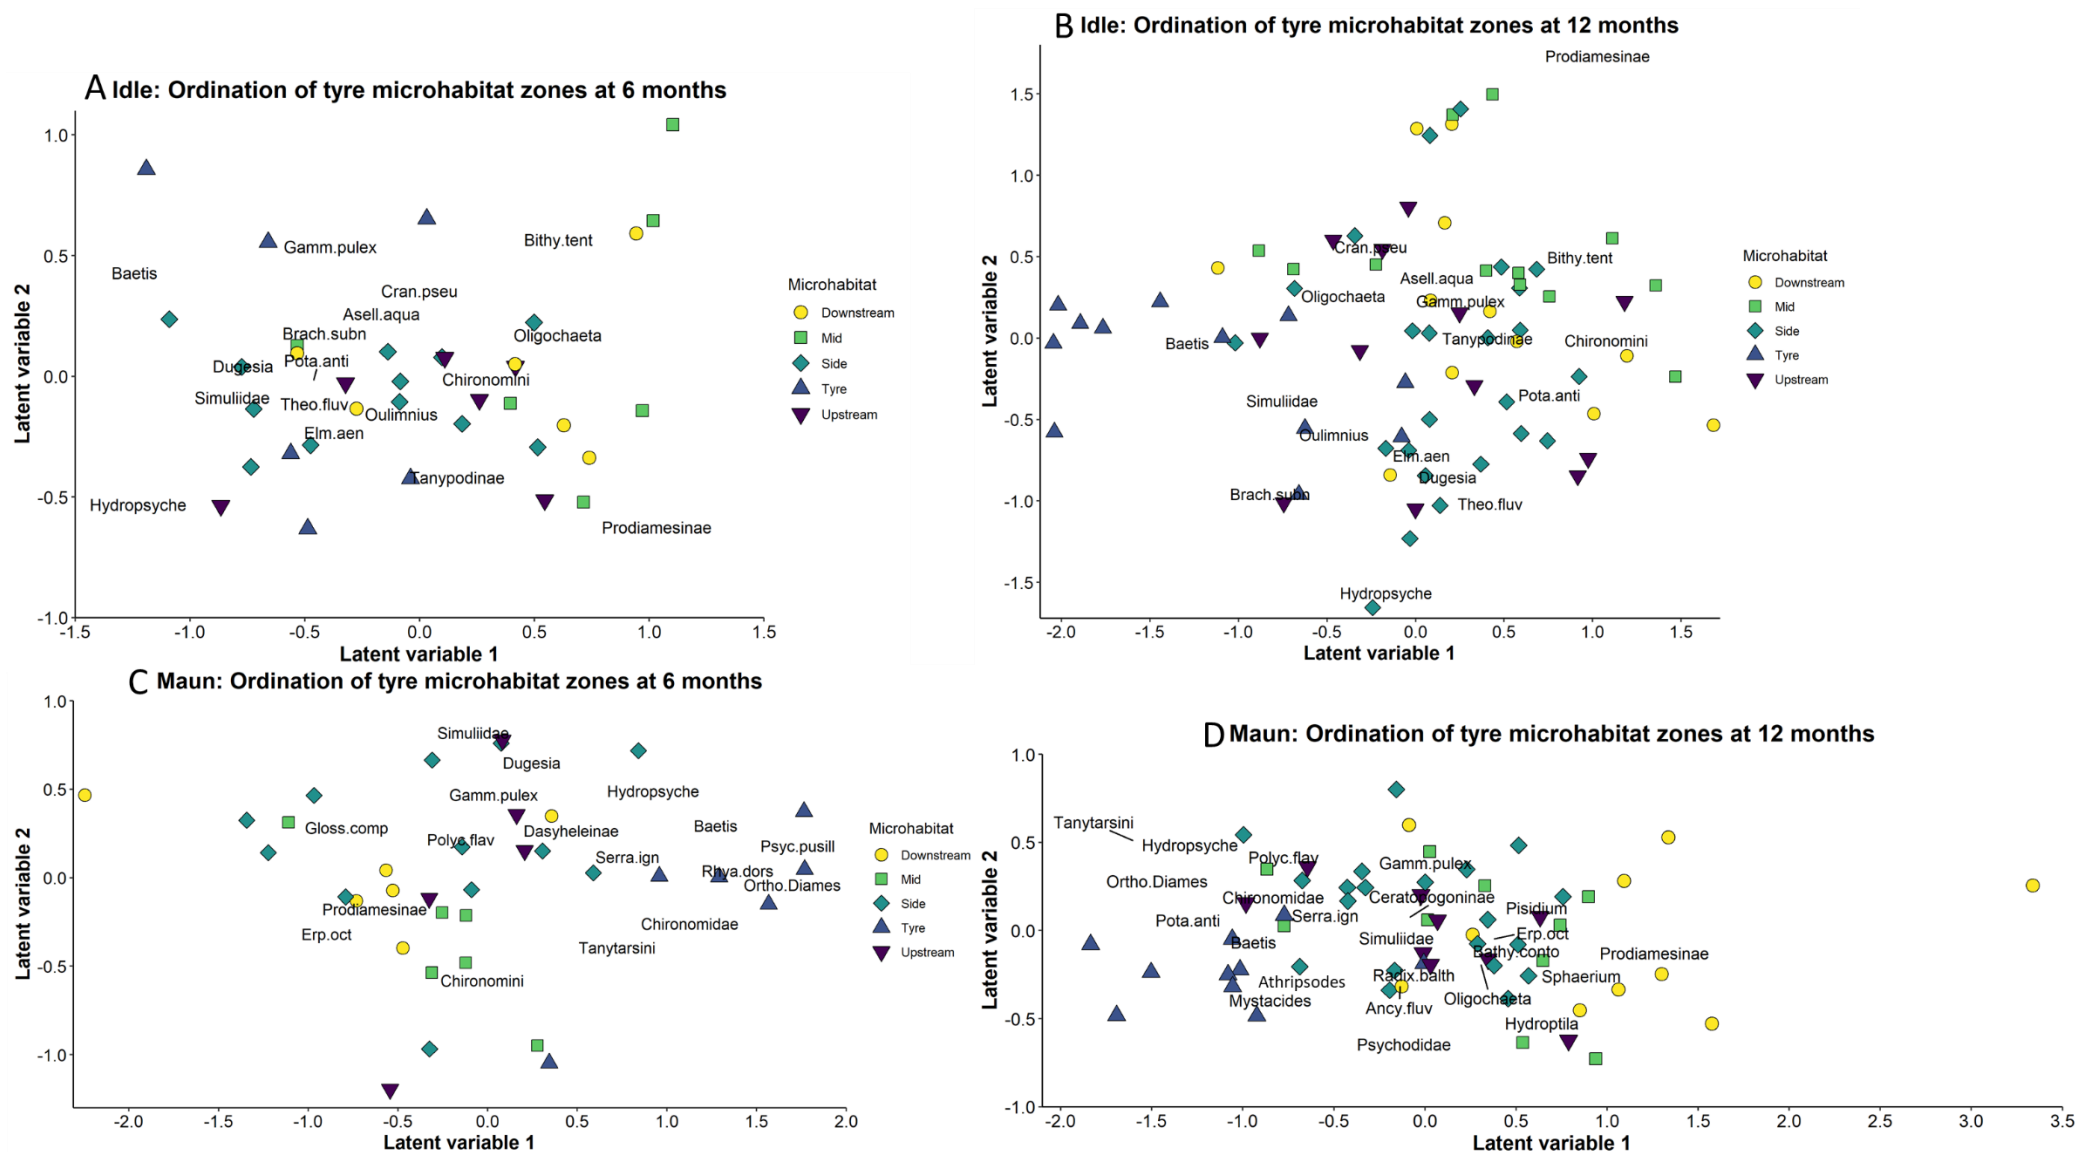 A Idle: Ordination of tyre microhabitat zones at 6 months
Latent variable 2
1.0
0.5
0.0
-0.5
-1.0
-1.5
-1.0
-0.5
0.0
0.5
1.0
1.5
Latent variable 1
Gamm.pulex
Bithy.tent
Baetis
Cran.pseu
Asell.aqua
Brach.subn
Oligochaeta
Dugesia
Pota.anti
Chironomini
Simuliidae
Theo.fluv
Oulimnius
Elm.aen
Tanypodinae
Hydropsyche
Prodiamesinae
Microhabitat
Downstream
Mid
Side
Tyre
Upstream
B Idle: Ordination of tyre microhabitat zones at 12 months
Latent variable 2
1.5
1.0
0.5
0.0
-0.5
-1.0
-1.5
-2.0
-1.5
-1.0
-0.5
0.0
0.5
1.0
1.5
Latent variable 1
Prodiamesinae
Cran.pseu
Bithy.tent
Asell.aqua
Oligochaeta
Gamm.pulex
Baetis
Tanypodinae
Chironomini
Simuliidae
Pota.anti
Oulimnius
Elm.aen
Dugesia
Brach.subn
Theo.fluv
Hydropsyche
Microhabitat
Downstream
Mid
Side
Tyre
Upstream
C Maun: Ordination of tyre microhabitat zones at 6 months
Latent variable 2
1.0
0.5
0.0
-0.5
-1.0
-2.0
-1.5
-1.0
-0.5
0.0
0.5
1.0
1.5
2.0
Latent variable 1
Simuliidae
Dugesia
Gamm.pulex
Hydropsyche
Gloss.comp
Polyc.flav
Dasyheleinae
Baetis
Psyc.pusill
Serra.ign
Rhya.dors
Ortho.Diames
Prodiamesinae
Erp.oct
Chironomidae
Tanytarsini
Chironomini
Microhabitat
Downstream
Mid
Side
Tyre
Upstream
D Maun: Ordination of tyre microhabitat zones at 12 months
1.0
0.5
0.0
-0.5
-1.0
Latent variable 2
-2.0
-1.5
-1.0
-0.5
0.0
0.5
1.0
1.5
2.0
2.5
3.0
3.5
Latent variable 1
Tanytarsini
Hydropsyche
Polyc.flav
Gamm.pulex
Ortho.Diames
Chironomidae
Ceratopogoninae
Pota.anti
Serra.ign
Pisidium
Baetis
Simuliidae
Erp.oct
Bathy.conto
Prodiamesinae
Athripsodes
Radix.balth
Sphaerium
Mystacides
Ancy.fluv
Oligochaeta
Hydroptila
Psychodidae